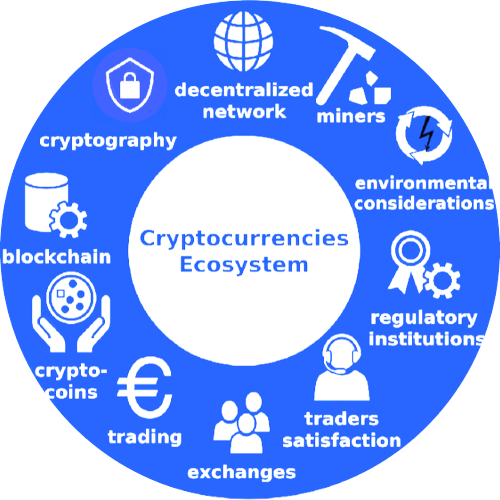 decentralized
network
miners
cryptography
environmental
considerations
blockchain
Cryptocurrencies
Ecosystem
regulatory
institutions
crypto-
coins
trading
traders
satisfaction
exchanges